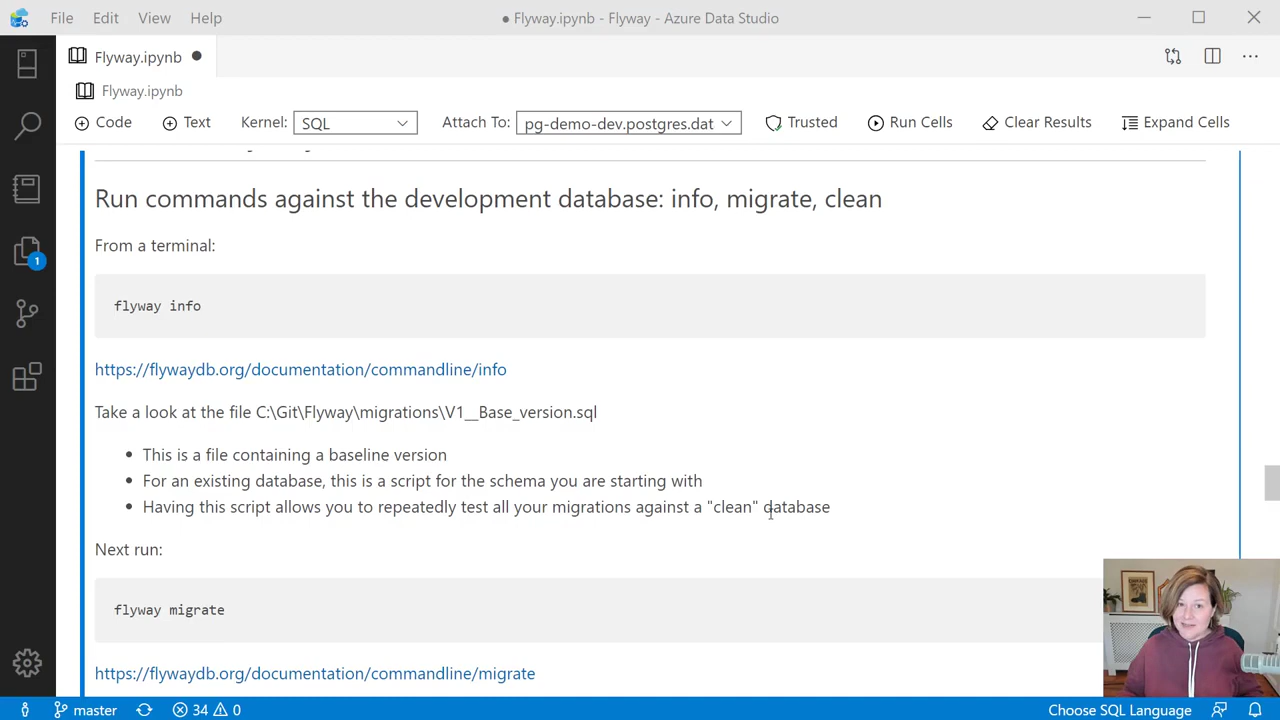 File Edit View Help
● Flyway.ipynb - Flyway - Azure Data Studio
Flyway.ipynb ●
Flyway.ipynb
Code Text Kernel: SQL Attach To: pg-demo-dev.postgres.dat Trusted Run Cells Clear Results Expand Cells
Run commands against the development database: info, migrate, clean
From a terminal:
flyway info
https://flywaydb.org/documentation/commandline/info
Take a look at the file C:\Git\Flyway\migrations\V1__Base_version.sql
• This is a file containing a baseline version
• For an existing database, this is a script for the schema you are starting with
• Having this script allows you to repeatedly test all your migrations against a "clean" database
Next run:
flyway migrate
https://flywaydb.org/documentation/commandline/migrate
1
master 34 0 Choose SQL Language